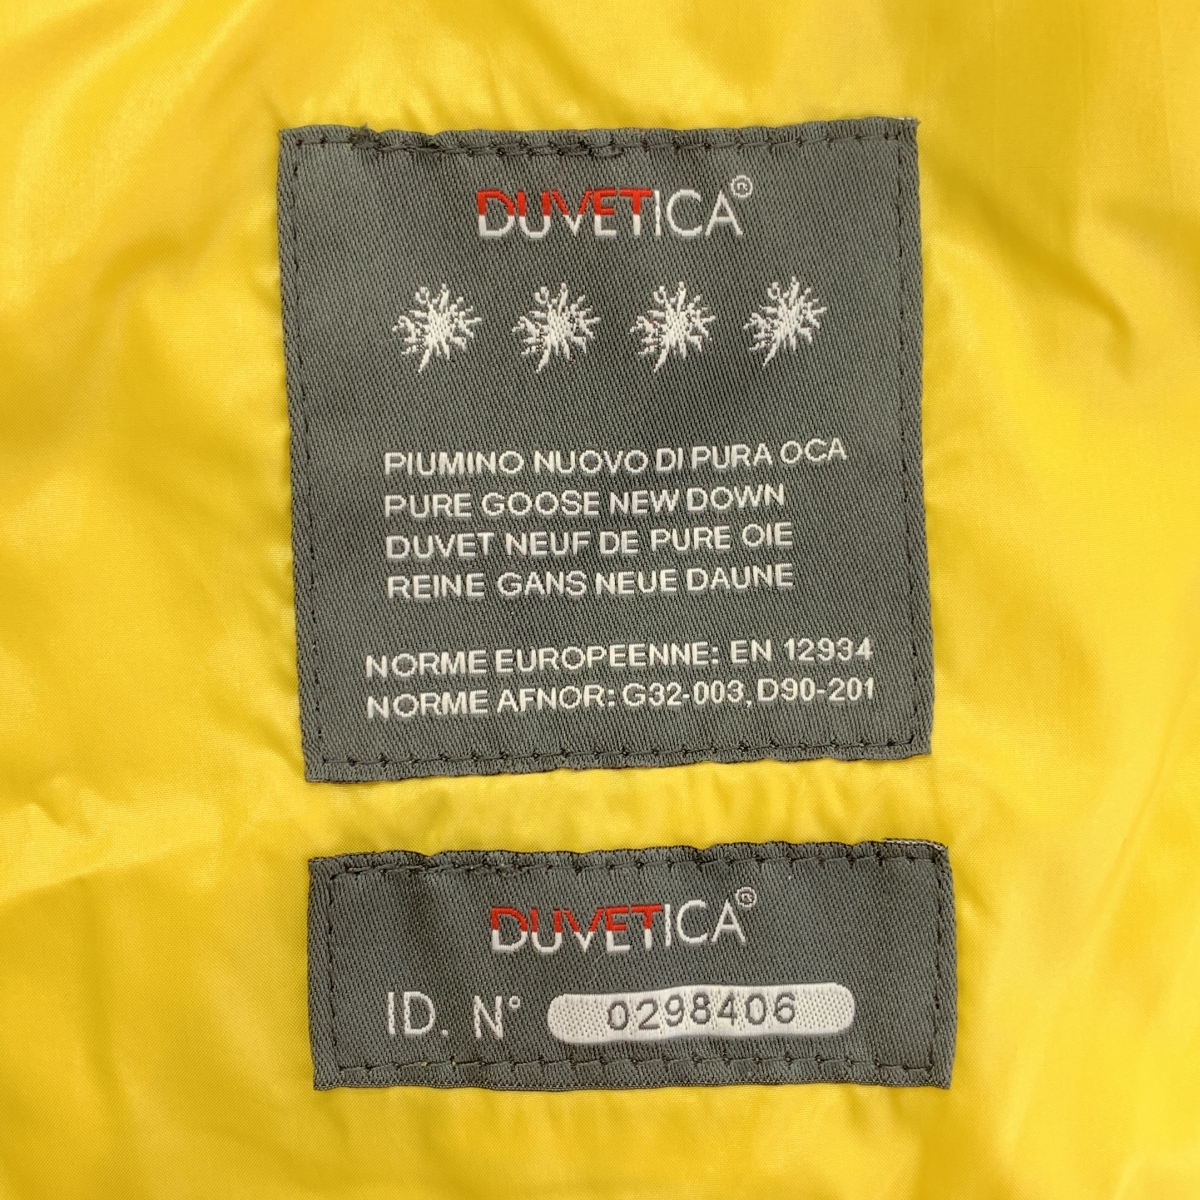 DUVETICA®
PIUMINO NUOVO DI PURA OCA
PURE GOOSE NEW DOWN
DUVET NEUF DE PURE OIE
REINE GANS NEUE DAUNE
NORME EUROPEENNE: EN 12934
NORME AFNOR: G32-003, D90-201
DUVETICA®
ID. N° 0298406